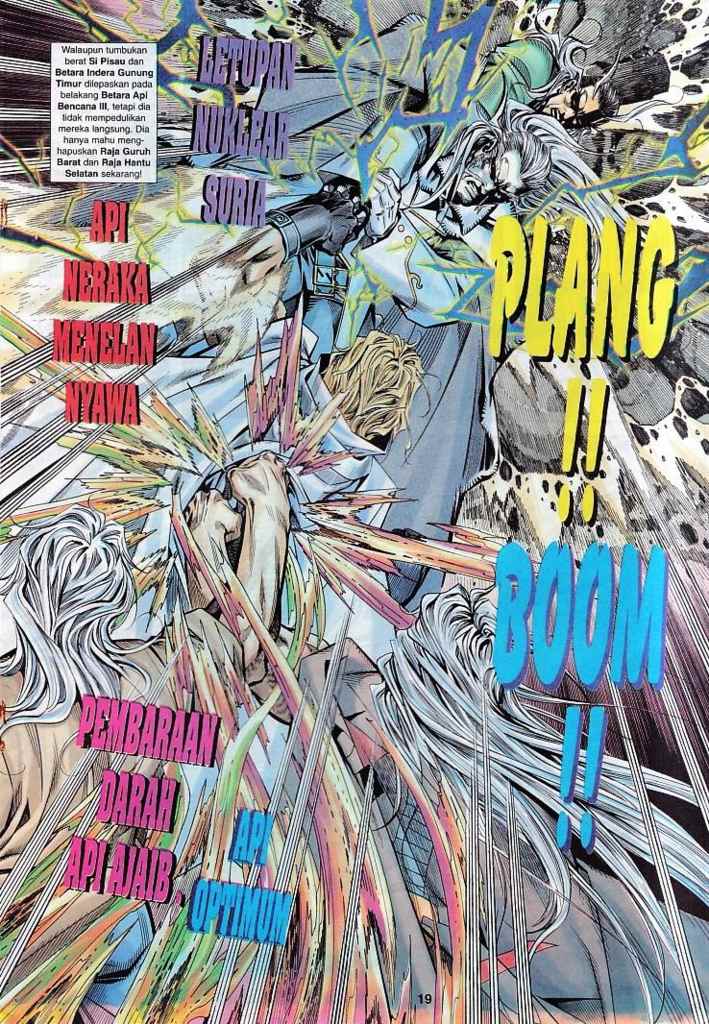 Walaupun tumbukan
berat Si Pisau dan
Betara Indera Gunung
Timur dilepaskan pada
belakang Betara Api
Bencana III, tetapi dia
tidak mempedulikan
mereka langsung. Dia
hanya mahu meng-
hapuskan Raja Guruh
Barat dan Raja Hantu
Selatan sekarang!
LETUPAN
NUKLEAR
SURIA
API
NERAKA
MENELAN
NYAWA
PLANG
!!
BOOM
!!
PEMBARAAN
DARAH
API AJAIB
API
OPTIMUN
19